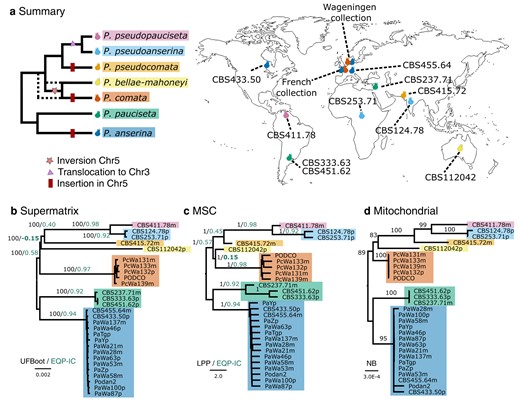 a Summary
P. pseudopauciseta
P. pseudoanserina
P. pseudocomata
P. bellae-mahoneyi
P. comata
P. pauciseta
P. anserina
Inversion Chr5
Translocation to Chr3
Insertion in Chr5
Wageningen
collection
CBS433.50
French
collection
CBS455.64
CBS237.71
CBS415.72
CBS253.71
CBS124.78
CBS411.78
CBS333.63
CBS451.62
CBS112042
b Supermatrix
100/0.40
100/0.98
CBS411.78m
CBS124.78p
CBS253.71p
100/0.92
100/-0.15
CBS415.72m
CBS112042p
100/0.58
100/0.97
PcWa131m
PcWa133m
PcWa132p
PODCO
PcWa139m
100/0.92
CBS237.71m
CBS333.63p
CBS451.62p
100/0.94
CBS455.64m
CBS433.50p
PaWa137m
PaWa46p
PaTgp
PaYp
PaWa21m
PaWa28m
PaWa63p
PaWa53m
PaZp
PaWa58m
Podan2
PaWa100p
PaWa87p
UFBoot / EQP-IC
0.002
c MSC
1/0.98
CBS411.78m
1/0.45
1/0.92
CBS124.78p
CBS253.71p
1/0.57
CBS415.72m
CBS112042p
1/0.15
1/0.98
PODCO
PcWa133m
PcWa139m
PcWa131m
PcWa132p
1/0.92
CBS237.71m
1
CBS451.62p
CBS333.63p
1/0.94
PaYp
CBS433.50p
CBS455.64m
PaZp
PaWa63p
PaTgp
PaWa137m
PaWa21m
PaWa46p
PaWa58m
PaWa28m
PaWa53m
Podan2
PaWa100p
PaWa87p
LPP / EQP-IC
2.0
d Mitochondrial
99
CBS411.78m
100
CBS124.78p
CBS253.71p
83
CBS415.72m
CBS112042p
89
100
PcWa131m
PcWa139m
PODCO
PcWa132p
PcWa133m
100
CBS451.62p
CBS237.71m
CBS333.63p
95
PaWa28m
PaWa100p
PaWa58m
PaYp
PaTgp
PaWa137m
PaWa46p
PaWa87p
PaWa63p
PaWa21m
PaZp
PaWa53m
CBS455.64m
Podan2
CBS433.50p
NB
3.0E-4